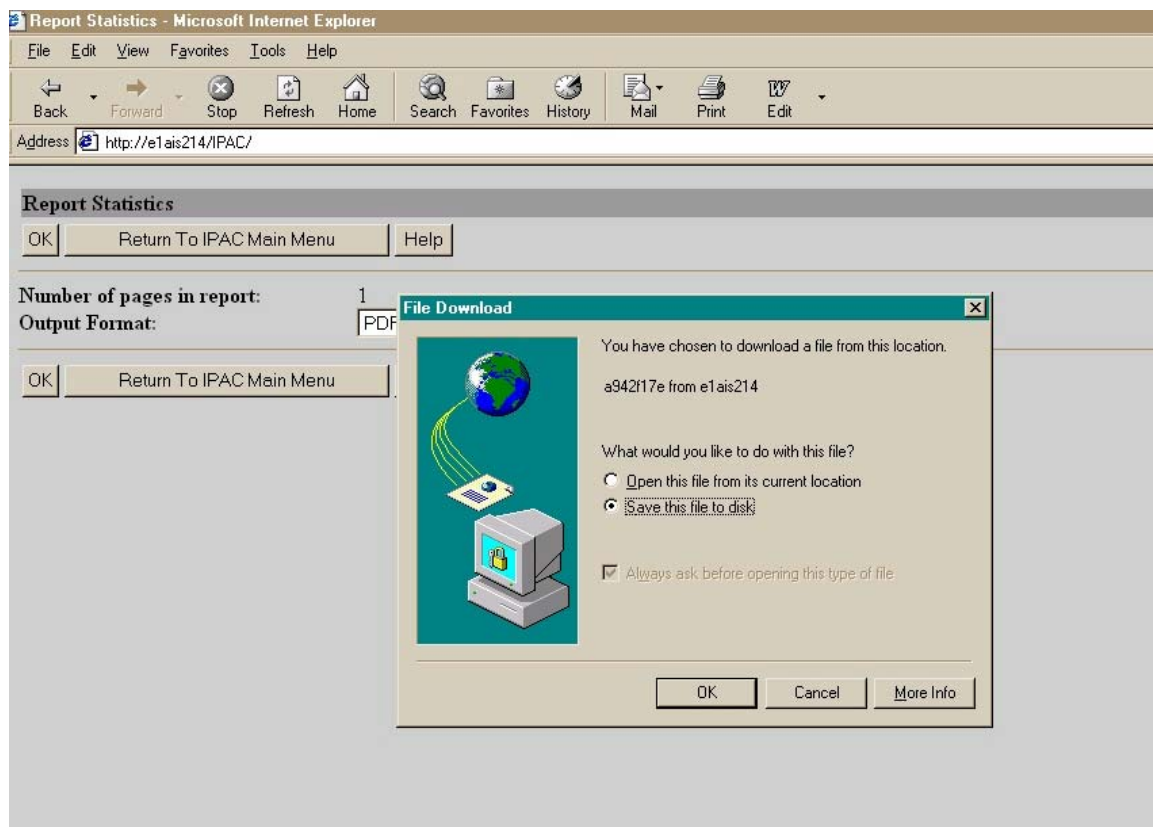 Report Statistics - Microsoft Internet Explorer
File Edit View Favorites Tools Help
Back Forward Stop Refresh Home Search Favorites History Mail Print Edit
Address http://e1ais214/IPAC/
Report Statistics
OK Return To IPAC Main Menu Help
Number of pages in report: 1
Output Format: PDF
File Download
You have chosen to download a file from this location.
a942f17e from e1ais214
What would you like to do with this file?
Open this file from its current location
Save this file to disk
Always ask before opening this type of file
OK Cancel More Info
OK Return To IPAC Main Menu